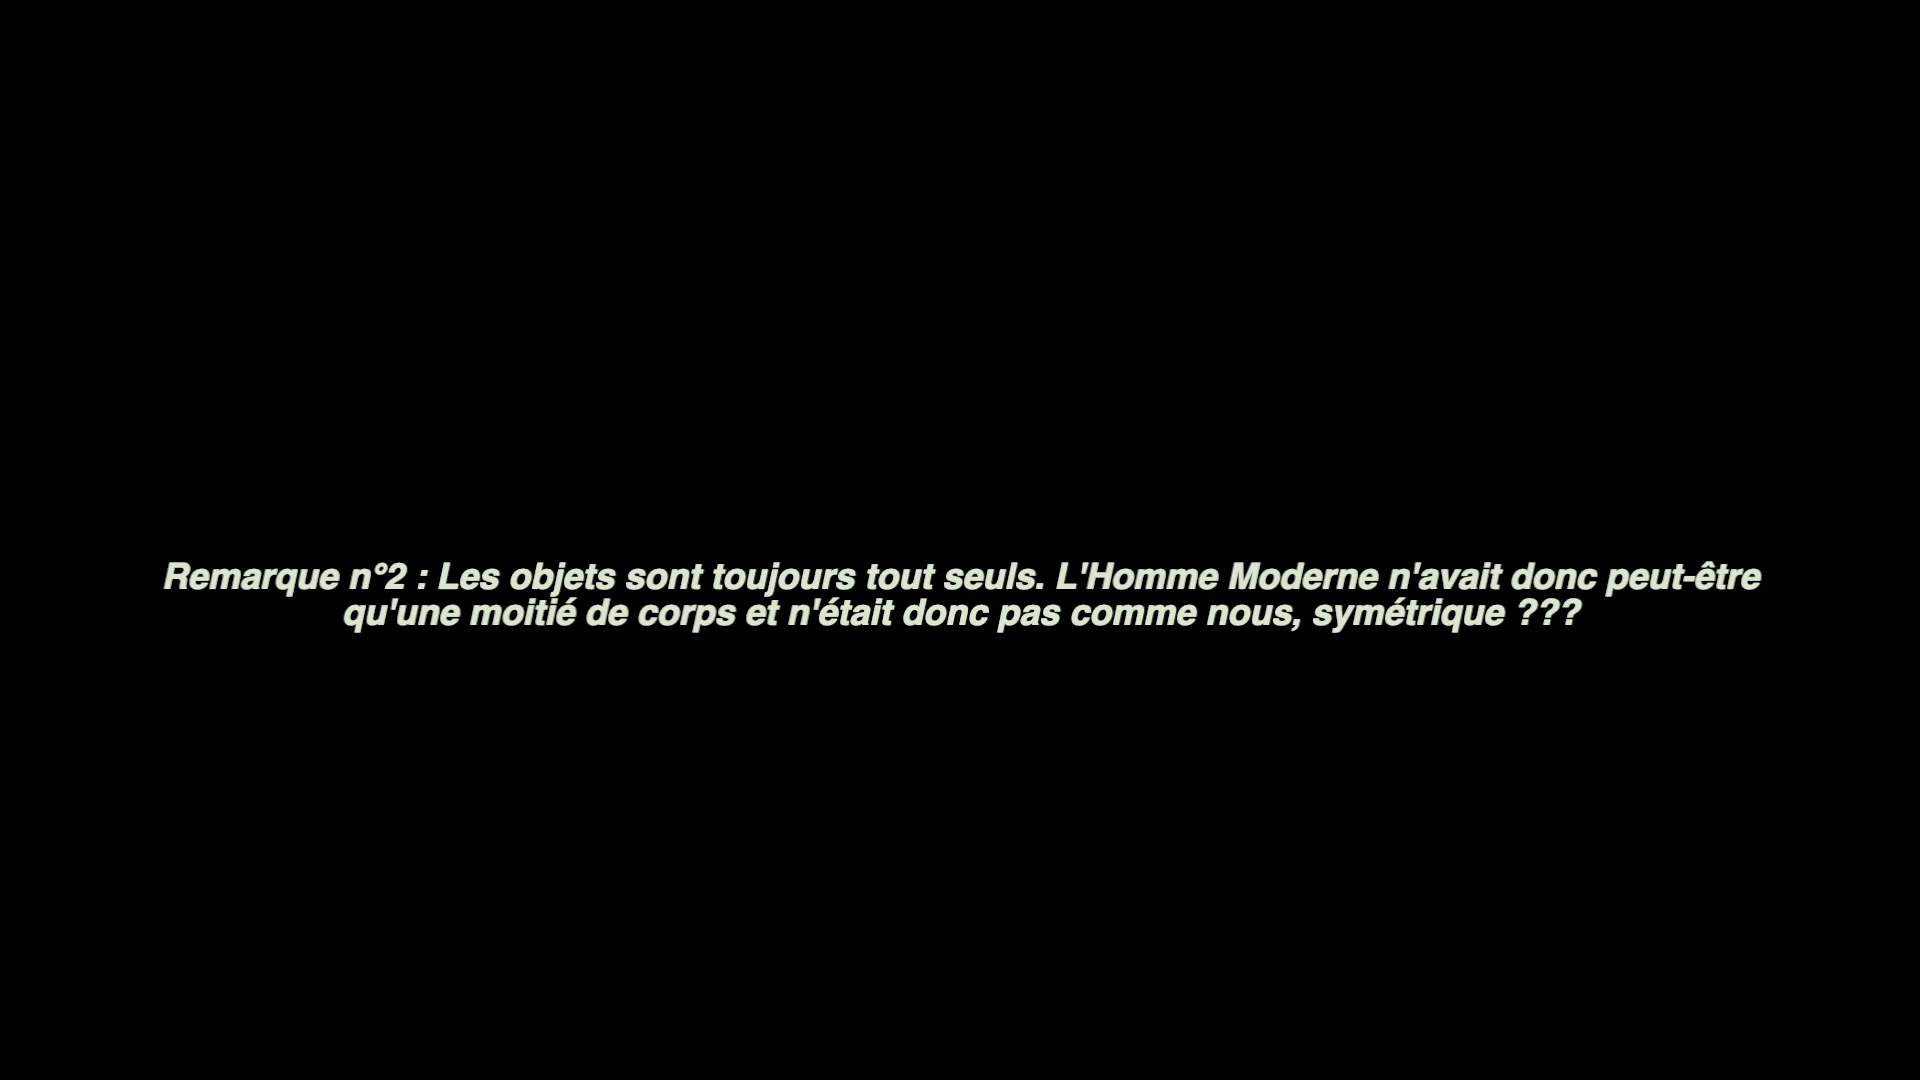 Remarque n°2 : Les objets sont toujours tout seuls. L'Homme Moderne n'avait donc peut-être
qu'une moitié de corps et n'était donc pas comme nous, symétrique ???